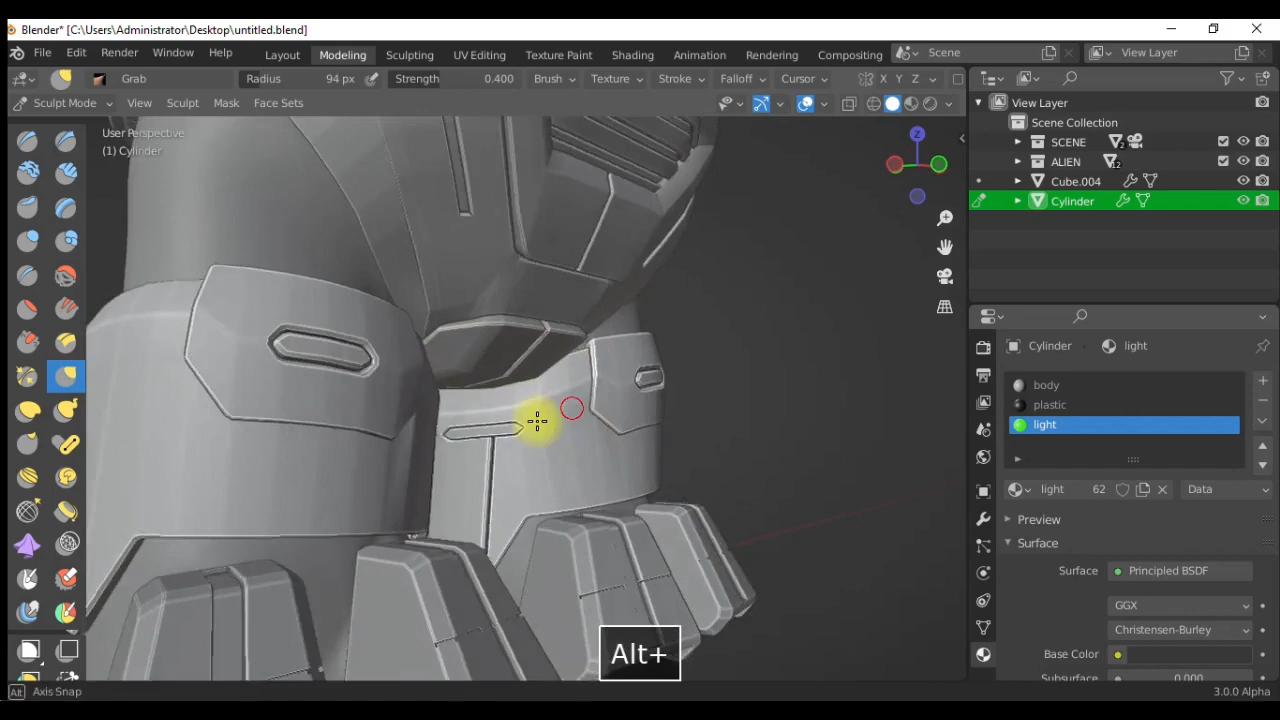 Blender* [C:\Users\Administrator\Desktop\untitled.blend]
File Edit Render Window Help Layout Modeling Sculpting UV Editing Texture Paint Shading Animation Rendering Compositing Scene View Layer
Grab Radius 94 px Strength 0.400 Brush Texture Stroke Falloff Cursor X Y Z
Sculpt Mode View Sculpt Mask Face Sets
View Layer
Scene Collection
User Perspective
(1) Cylinder
Z
SCENE 2
ALIEN 12
Cube.004
Cylinder
Cylinder light
body
plastic
light
light 62 Data
Preview
Surface
Surface Principled BSDF
GGX
Christensen-Burley
Base Color
Subsurface 0.000
Alt+
Alt Axis Snap
3.0.0 Alpha